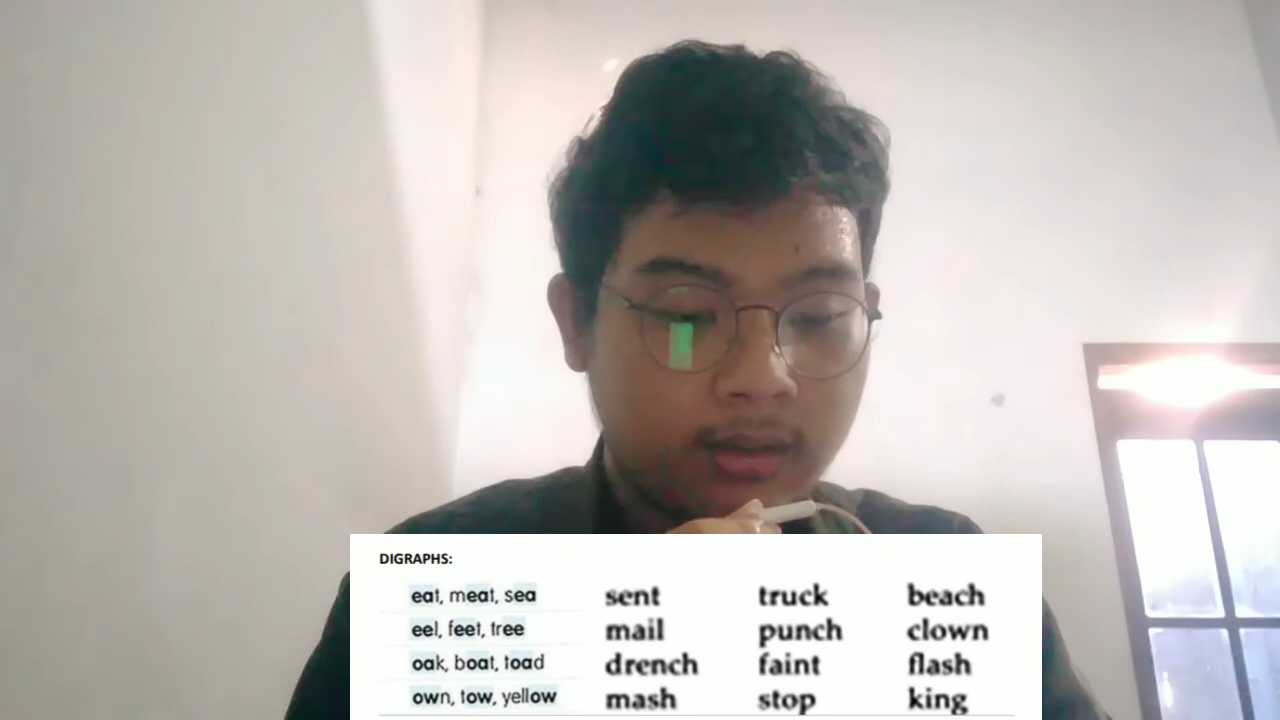 DIGRAPHS:
eat, meat, sea sent truck beach
eel, feet, tree mail punch clown
oak, boat, toad drench faint flash
own, tow, yellow mash stop king